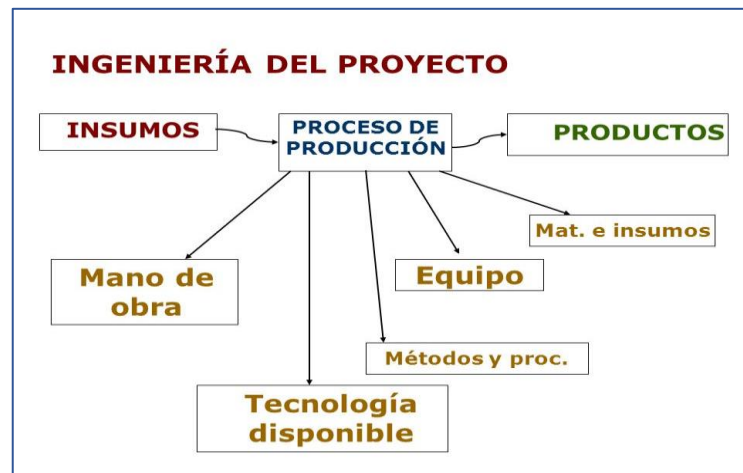 INGENIERÍA DEL PROYECTO
INSUMOS
PROCESO DE
PRODUCCIÓN
PRODUCTOS
Mat. e insumos
Mano de
obra
Equipo
Métodos y proc.
Tecnología
disponible